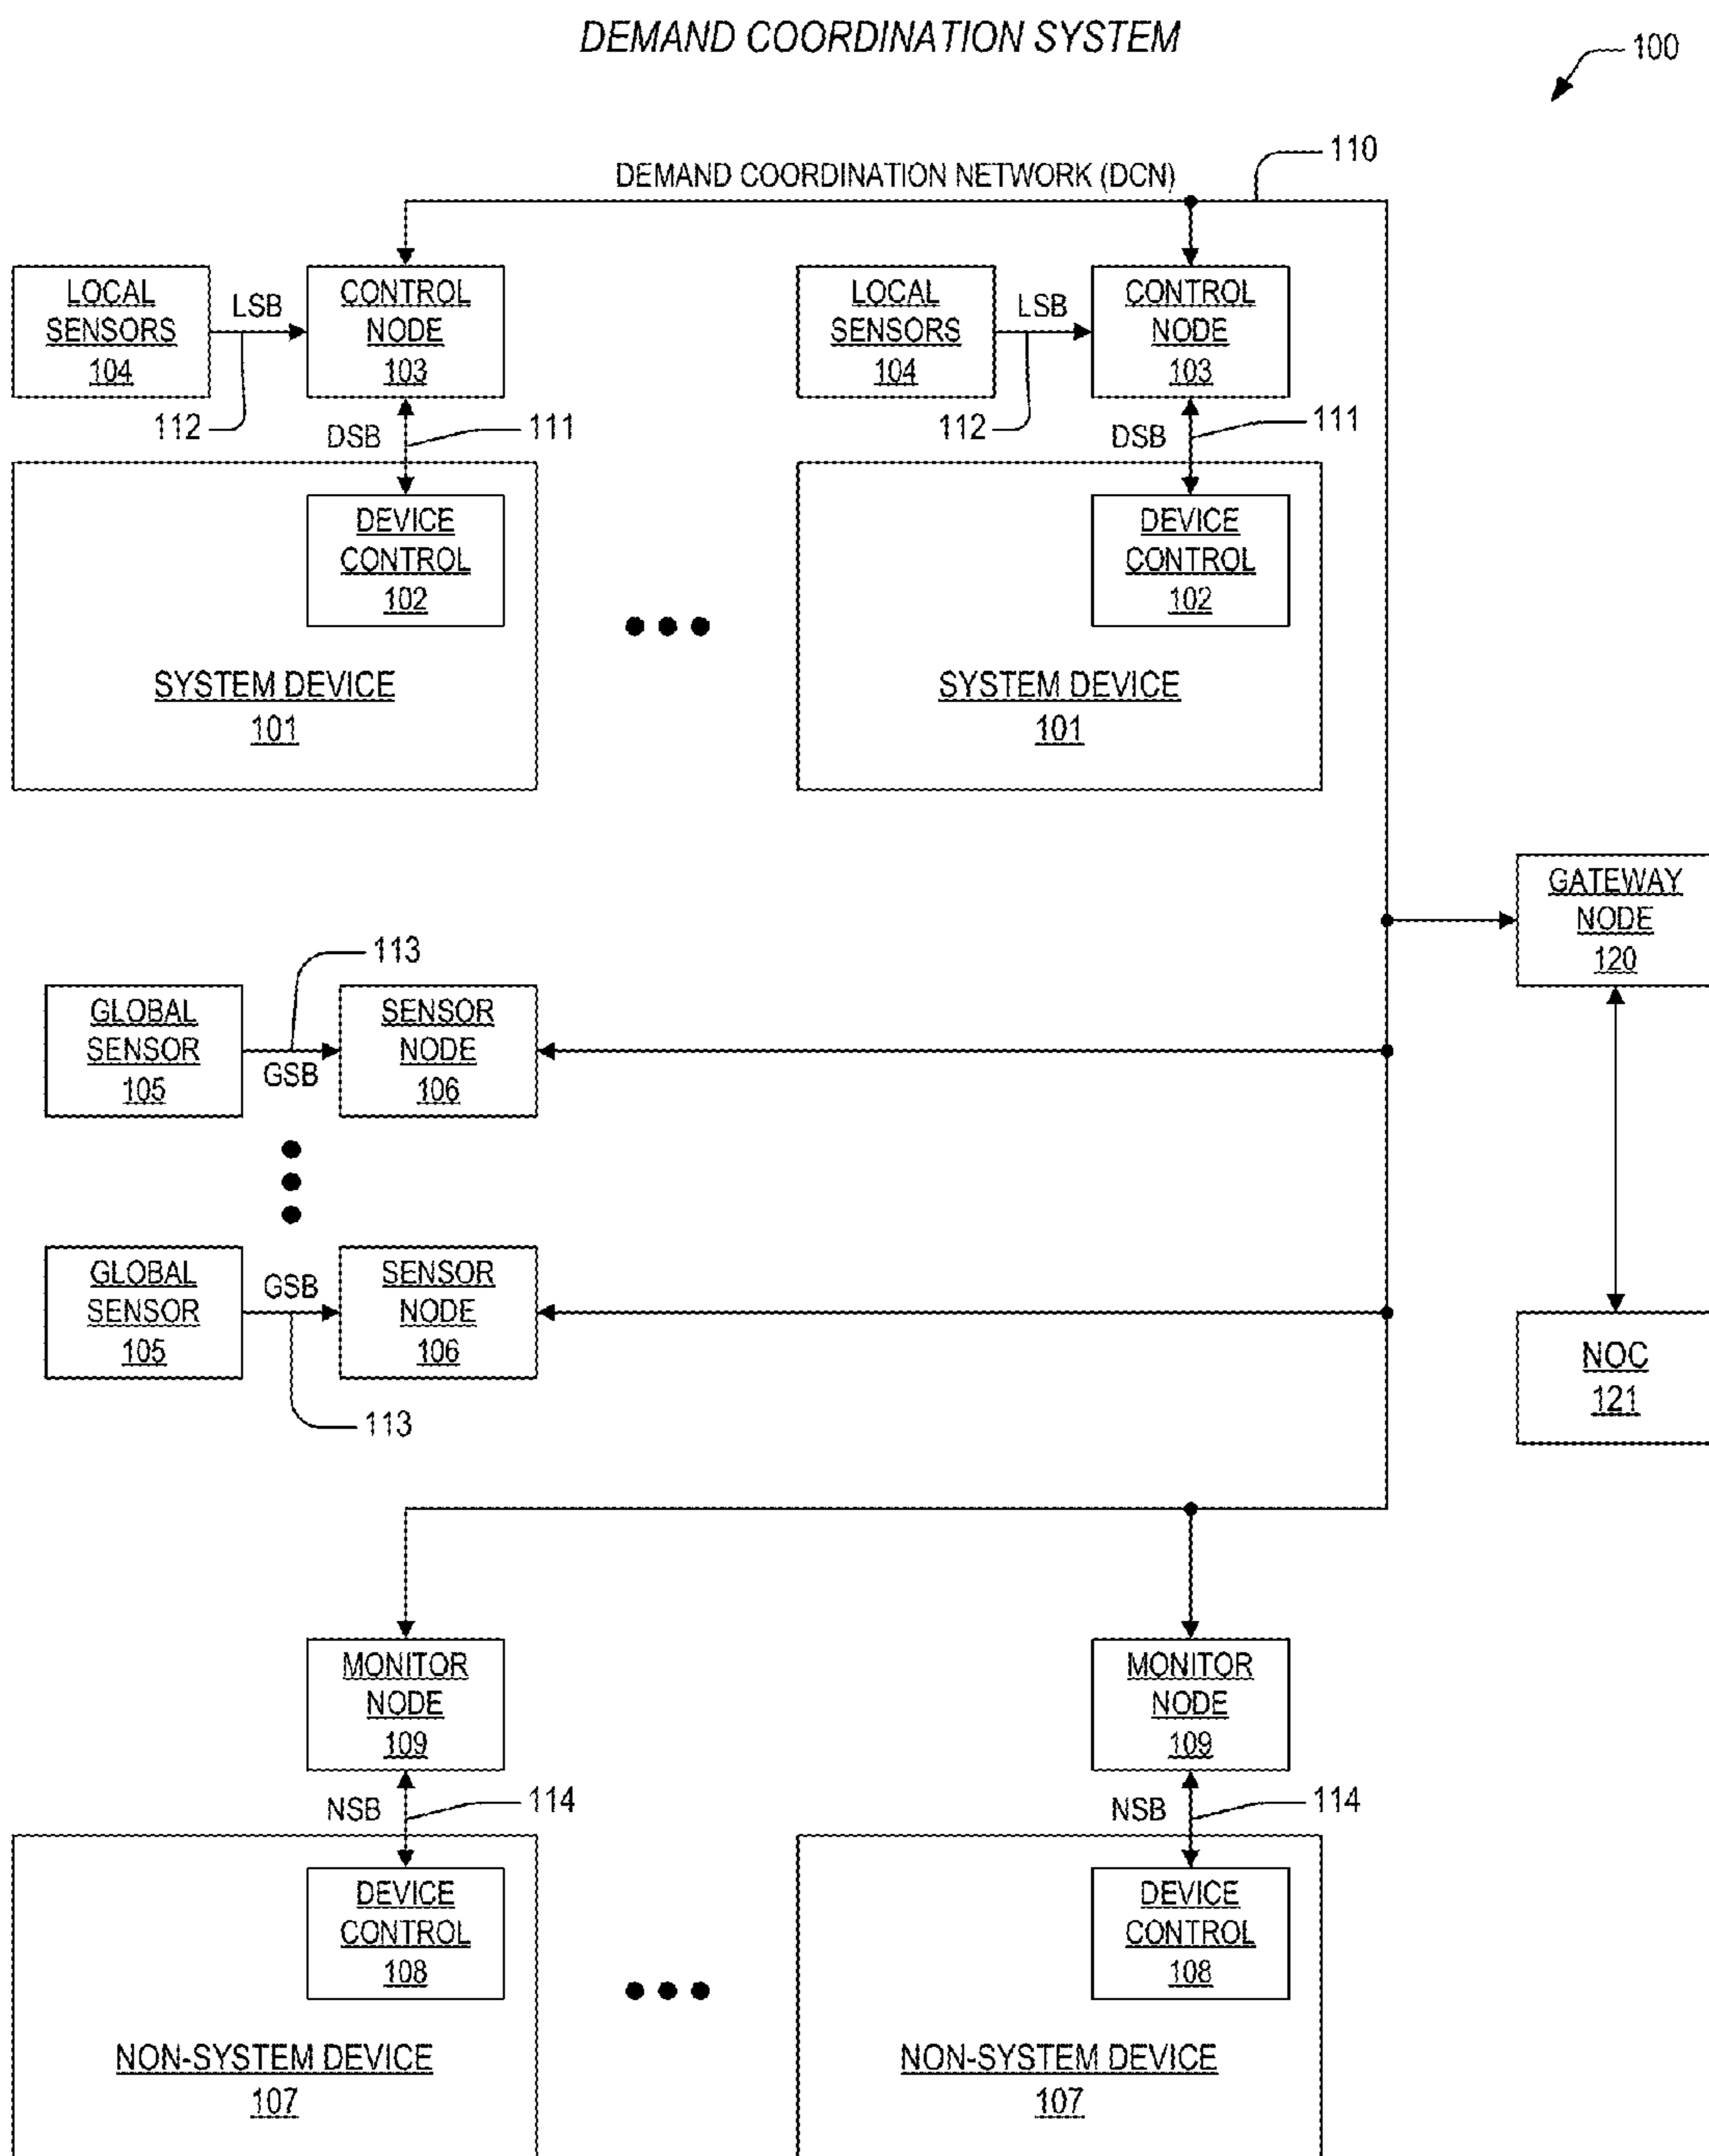 DEMAND COORDINATION SYSTEM
100
110
DEMAND COORDINATION NETWORK (DCN)
LOCAL
SENSORS
104
LSB
CONTROL
NODE
103
LOCAL
SENSORS
104
LSB
CONTROL
NODE
103
112
DSB
111
112
DSB
111
DEVICE
CONTROL
102
DEVICE
CONTROL
102
SYSTEM DEVICE
101
SYSTEM DEVICE
101
GATEWAY
NODE
120
113
GLOBAL
SENSOR
105
GSB
SENSOR
NODE
106
GLOBAL
SENSOR
105
GSB
SENSOR
NODE
106
NOC
121
113
MONITOR
NODE
109
MONITOR
NODE
109
NSB
114
NSB
114
DEVICE
CONTROL
108
DEVICE
CONTROL
108
NON-SYSTEM DEVICE
107
NON-SYSTEM DEVICE
107